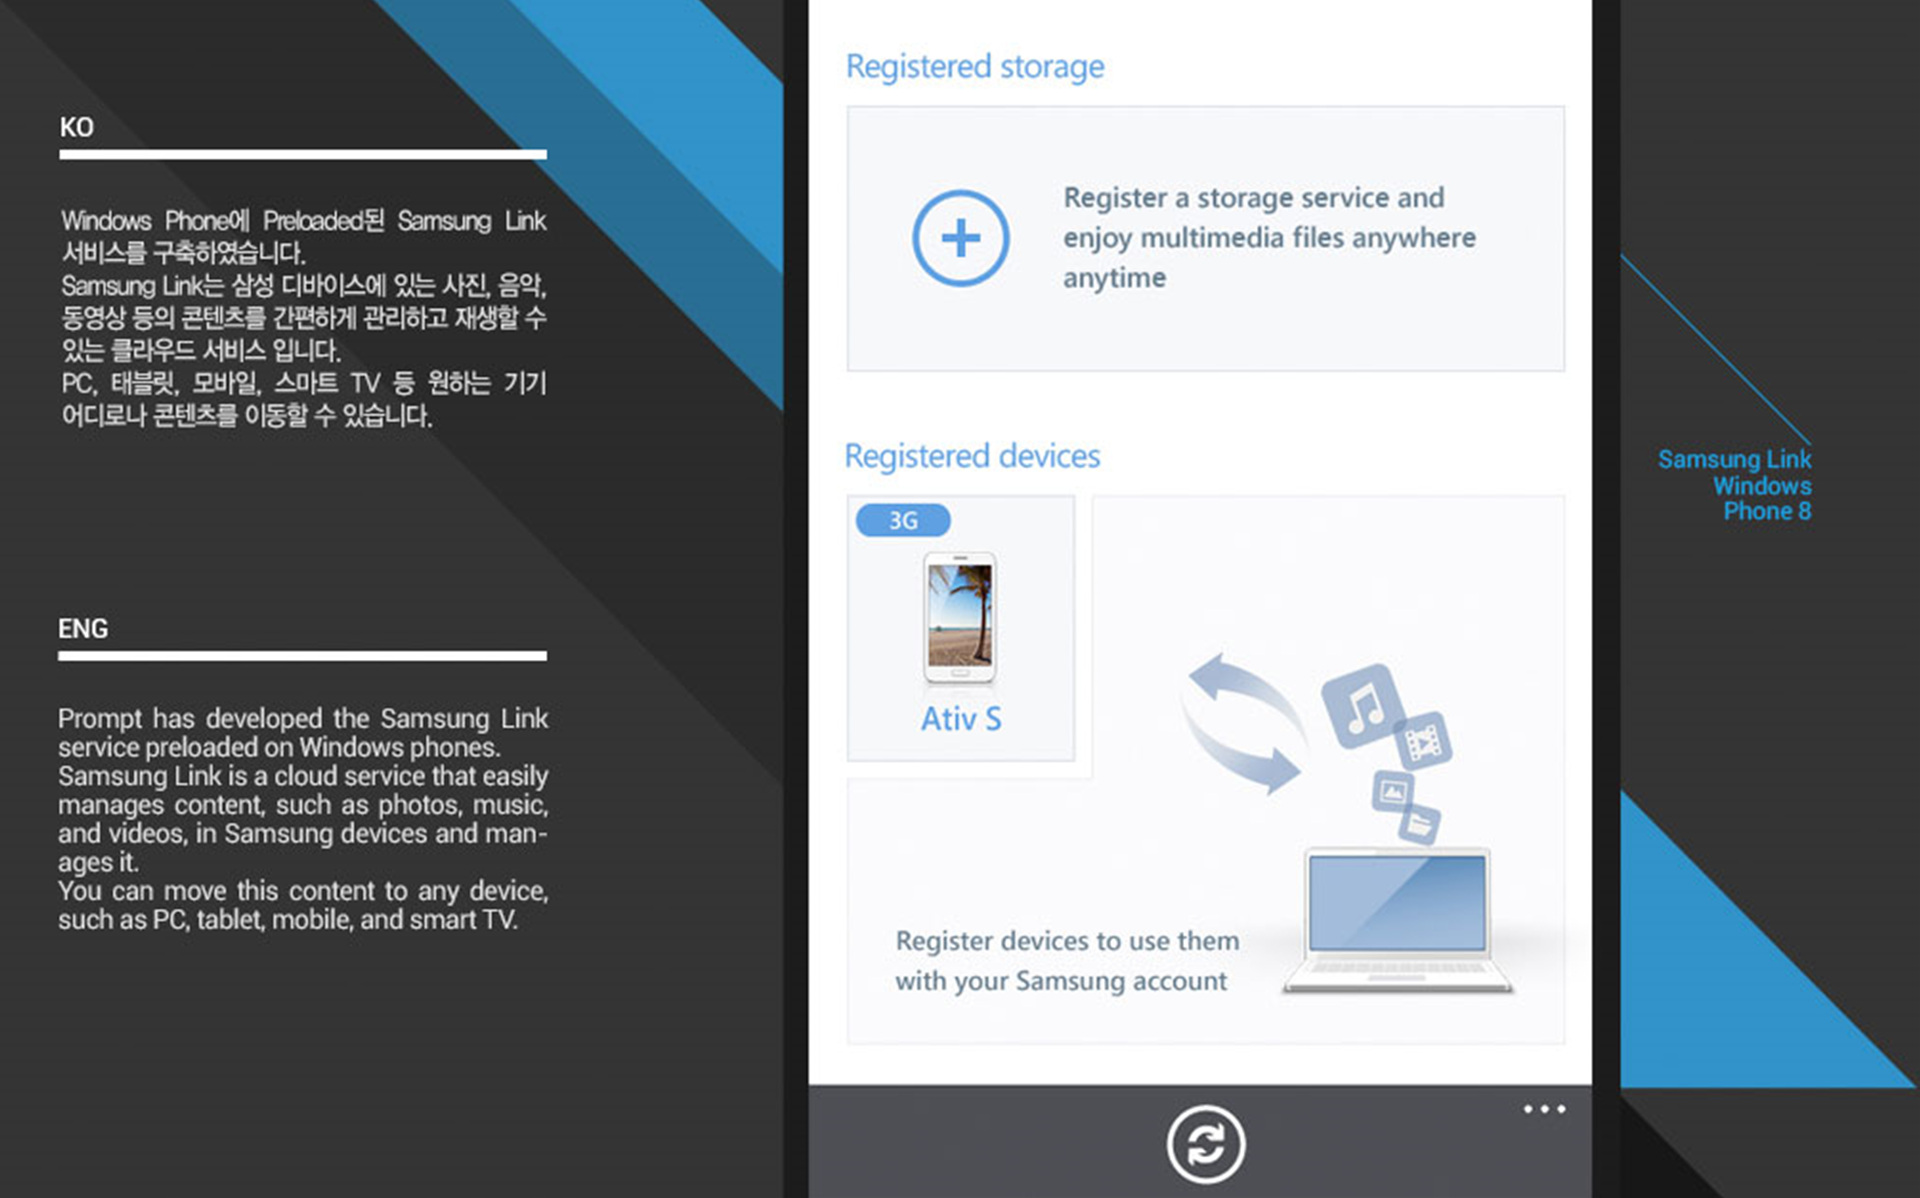 KO
Windows Phone에 Preloaded된 Samsung Link
서비스를 구축하였습니다.
Samsung Link는 삼성 디바이스에 있는 사진, 음악,
동영상 등의 콘텐츠를 간편하게 관리하고 재생할 수
있는 클라우드 서비스 입니다.
PC, 태블릿, 모바일, 스마트 TV 등 원하는 기기
어디로나 콘텐츠를 이동할 수 있습니다.
ENG
Prompt has developed the Samsung Link
service preloaded on Windows phones.
Samsung Link is a cloud service that easily
manages content, such as photos, music,
and videos, in Samsung devices and man-
ages it.
You can move this content to any device,
such as PC, tablet, mobile, and smart TV.
Registered storage
Register a storage service and
enjoy multimedia files anywhere
anytime
Registered devices
3G
Ativ S
Register devices to use them
with your Samsung account
Samsung Link
Windows
Phone 8